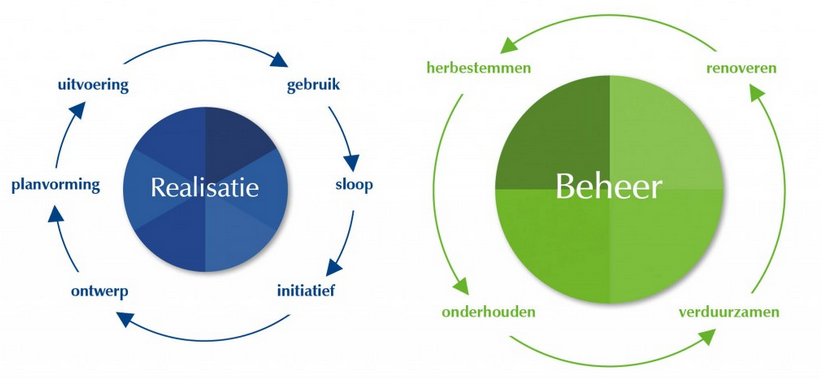 uitvoering
gebruik
planvorming
Realisatie
sloop
ontwerp
initiatief
herbestemmen
renoveren
Beheer
onderhouden
verduurzamen